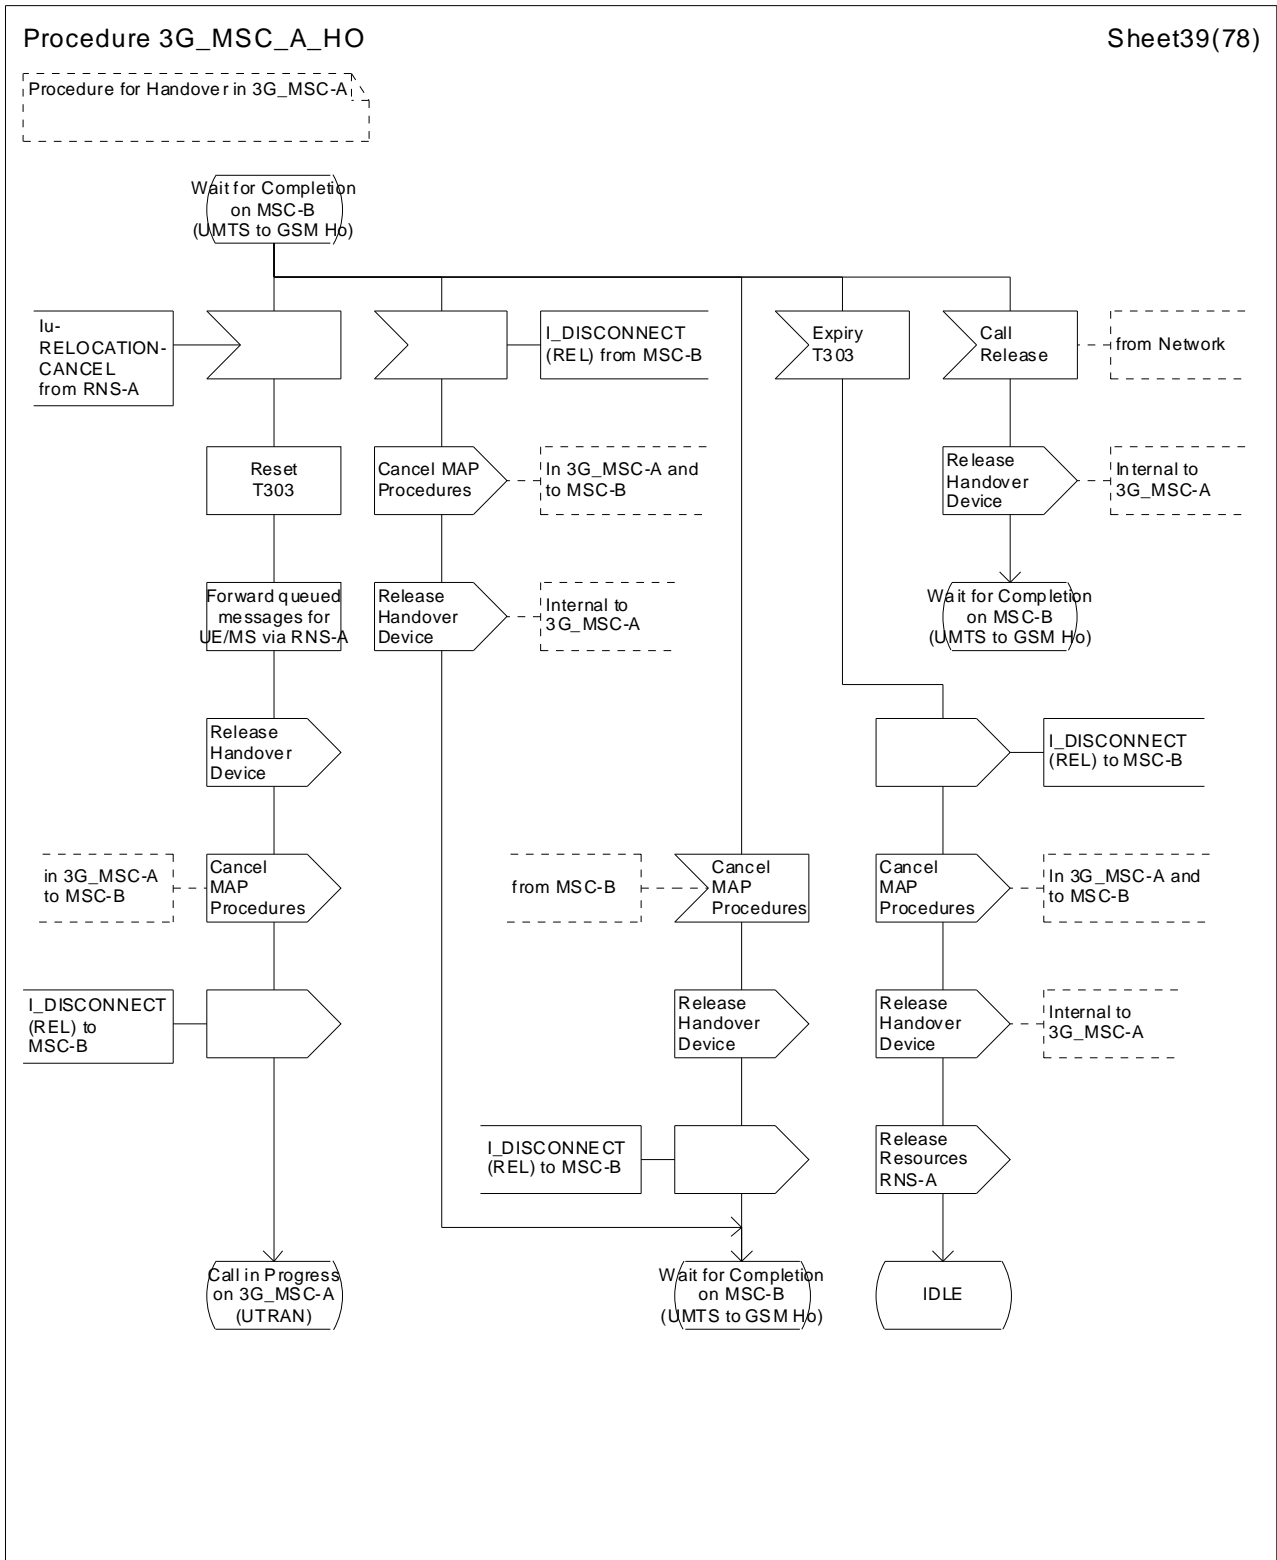 Procedure 3G_MSC_A_HO
Sheet39(78)
Procedure for Handover in 3G_MSC-A
Wait for Completion
on MSC-B
(UMTS to GSM Ho)
Iu-
RELOCATION-
CANCEL
from RNS-A
I_DISCONNECT
(REL) from MSC-B
Expiry
T303
Call
Release
from Network
Reset
T303
Cancel MAP
Procedures
In 3G_MSC-A and
to MSC-B
Release
Handover
Device
Internal to
3G_MSC-A
Forward queued
messages for
UE/MS via RNS-A
Release
Handover
Device
Internal to
3G_MSC-A
Wait for Completion
on MSC-B
(UMTS to GSM Ho)
Release
Handover
Device
I_DISCONNECT
(REL) to MSC-B
in 3G_MSC-A
to MSC-B
Cancel
MAP
Procedures
from MSC-B
Cancel
MAP
Procedures
Cancel
MAP
Procedures
In 3G_MSC-A and
to MSC-B
I_DISCONNECT
(REL) to
MSC-B
Release
Handover
Device
Release
Handover
Device
Internal to
3G_MSC-A
I_DISCONNECT
(REL) to MSC-B
Release
Resources
RNS-A
Call in Progress
on 3G_MSC-A
(UTRAN)
Wait for Completion
on MSC-B
(UMTS to GSM Ho)
IDLE